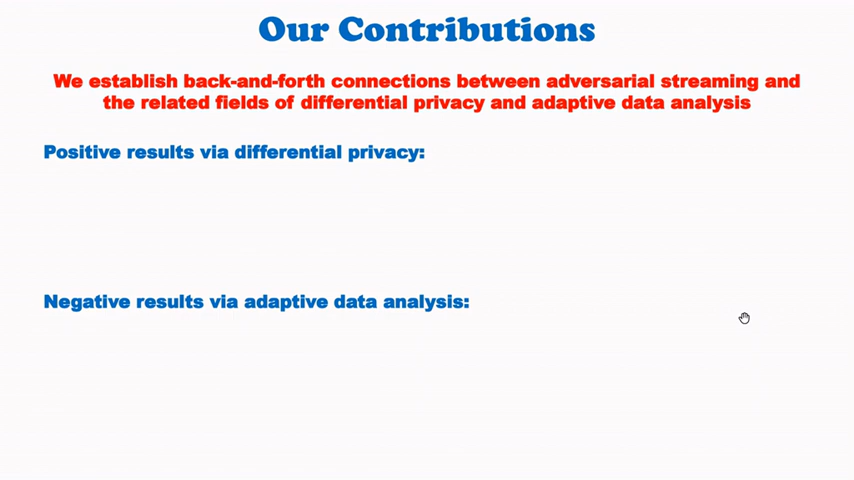 Our Contributions
We establish back-and-forth connections between adversarial streaming and
the related fields of differential privacy and adaptive data analysis
Positive results via differential privacy:
Negative results via adaptive data analysis: